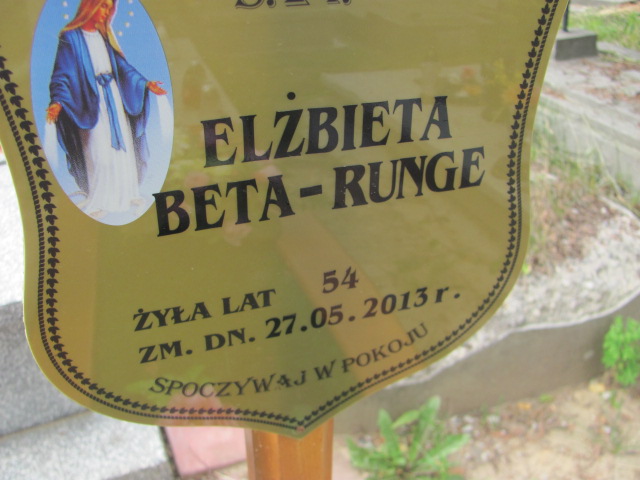 ELŻBIETA
BETA-RUNGE
ŻYŁA LAT 54
ZM. DN. 27.05.2013 r.
SPOCZYWAJ W POKOJU